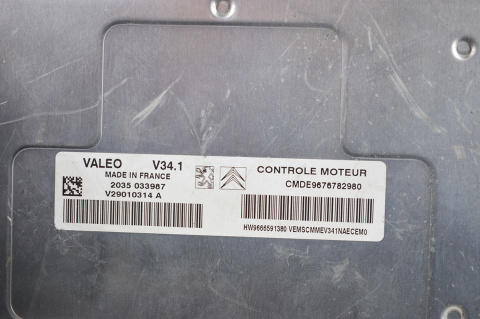 VALEO V34.1
MADE IN FRANCE
2035 033987
V29010314 A
CONTROLE MOTEUR
CMDE9676782980
HW9666591380 VEMSCMMEV341NAECEM0